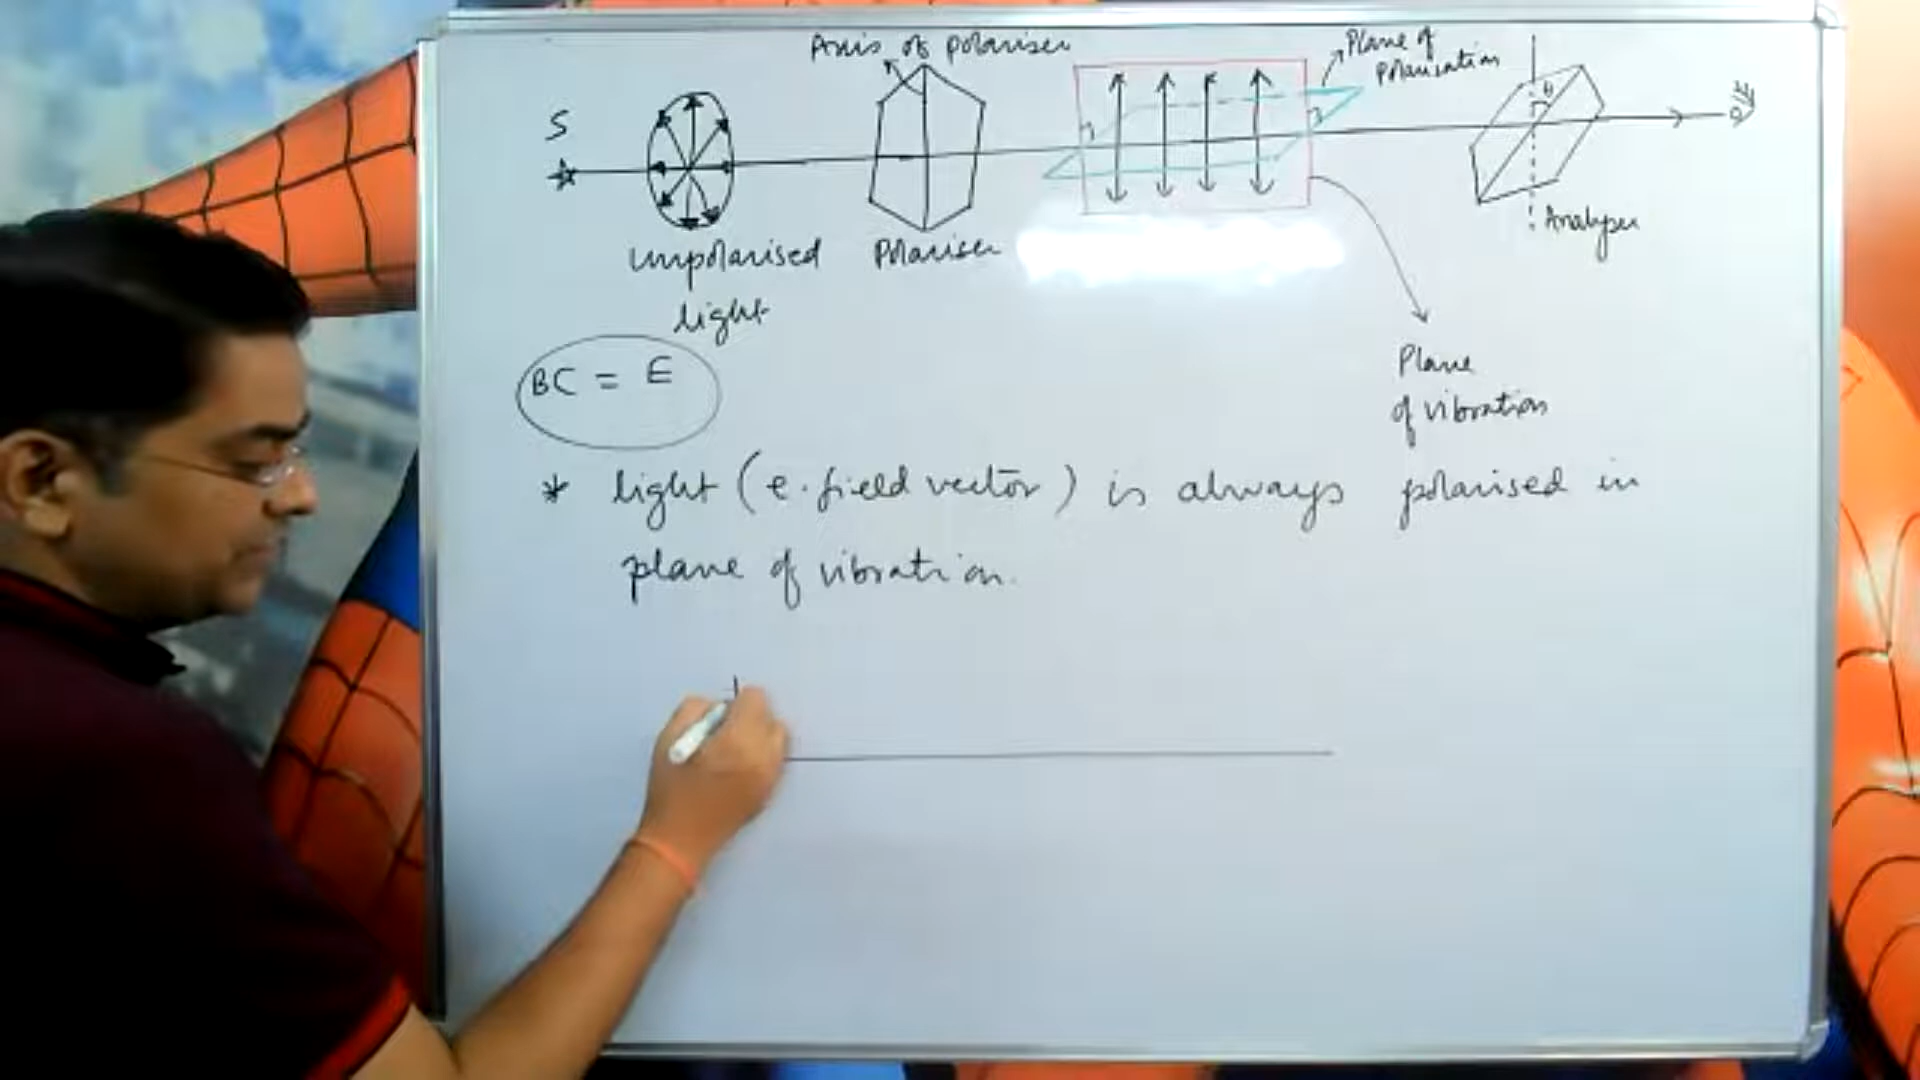 Axis of polariser
Plane of
Polarisation
S
θ
Analyser
Unpolarised
light
Polariser
BC = E
Plane
of vibration
* light (e. field vector) is always polarised in
plane of vibration.